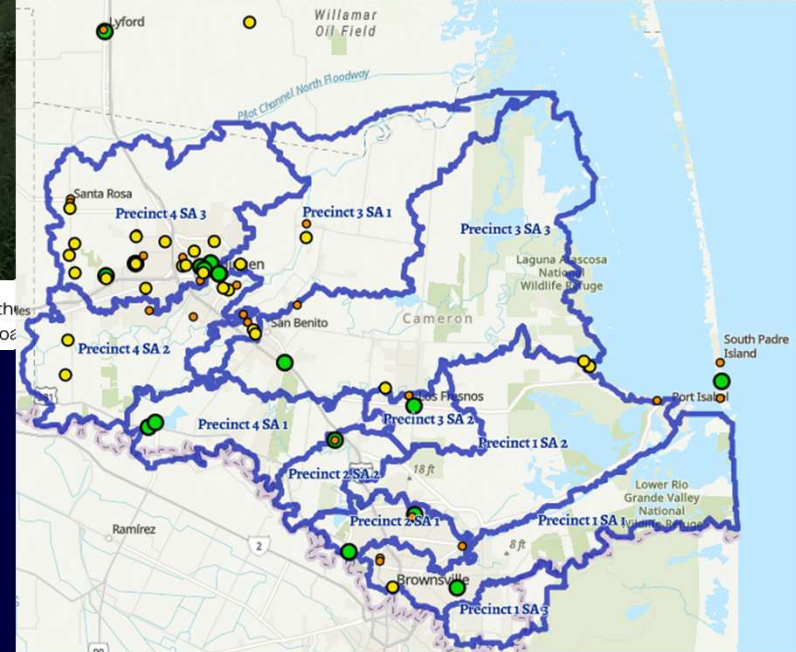 Lyford
Willamar
Oil Field
Pilot Channel North Floodway
Santa Rosa
Precinct 4 SA 3
Precinct 3 SA 1
Precinct 3 SA 3
Laguna Atascosa
National
Wildlife Refuge
San Benito
Cameron
South Padre
Island
Precinct 4 SA 2
281
Los Fresnos
Port Isabel
Precinct 4 SA 1
Precinct 3 SA 2
Precinct 1 SA 2
Precinct 2 SA 2
18 ft
Lower Rio
Grande Valley
National
Wildlife Refuge
Precinct 2 SA 1
Precinct 1 SA 1
Ramírez
2
8 ft
Brownsville
Precinct 1 SA 3